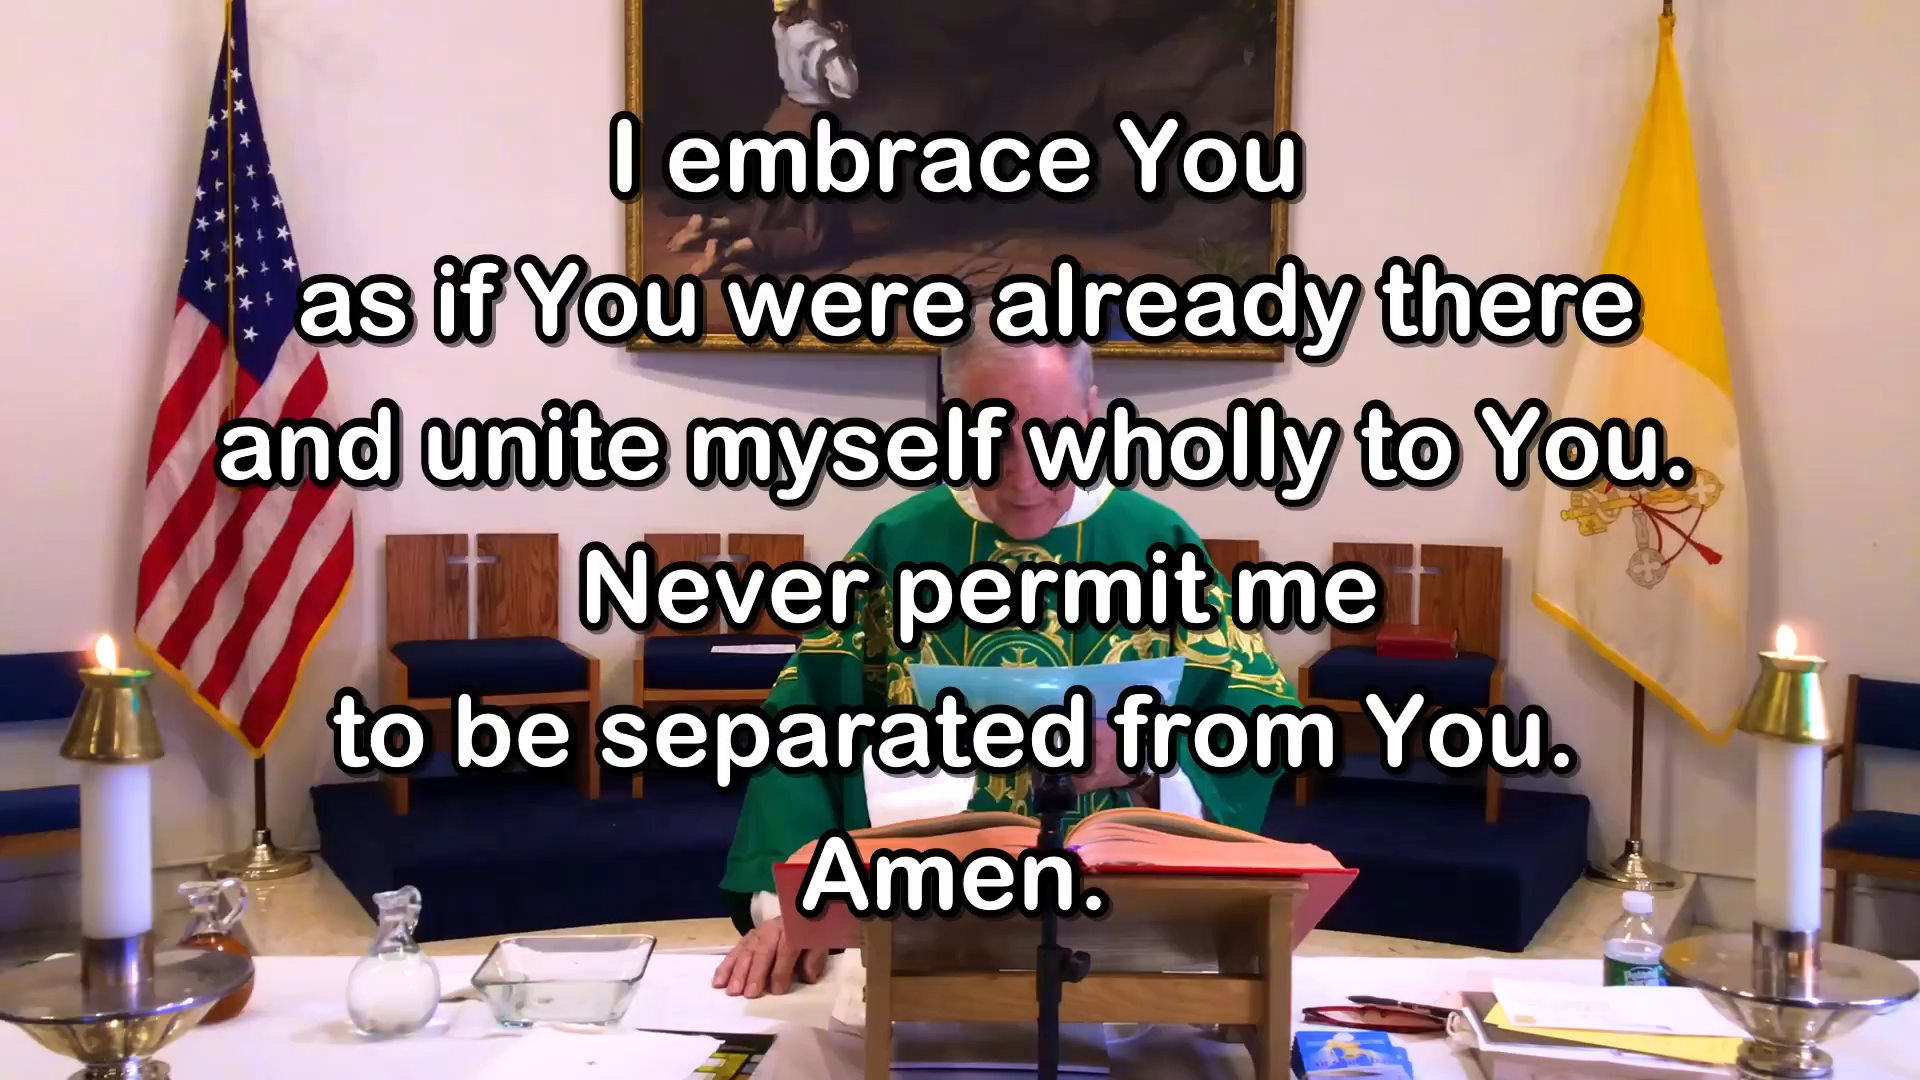 I embrace You
as if You were already there
and unite myself wholly to You.
Never permit me
to be separated from You.
Amen.